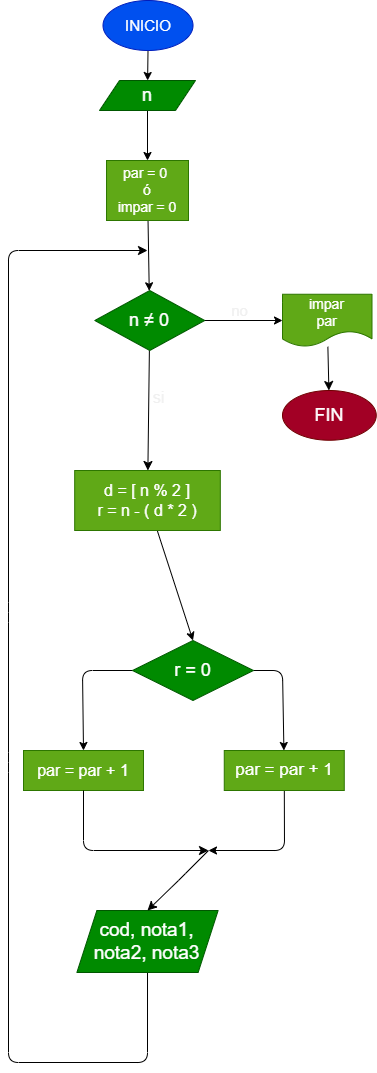 INICIO
n
par = 0
ó
impar = 0
n ≠ 0
no
impar
par
FIN
si
d = [ n % 2 ]
r = n - ( d * 2 )
r = 0
par = par + 1
par = par + 1
cod, nota1,
nota2, nota3